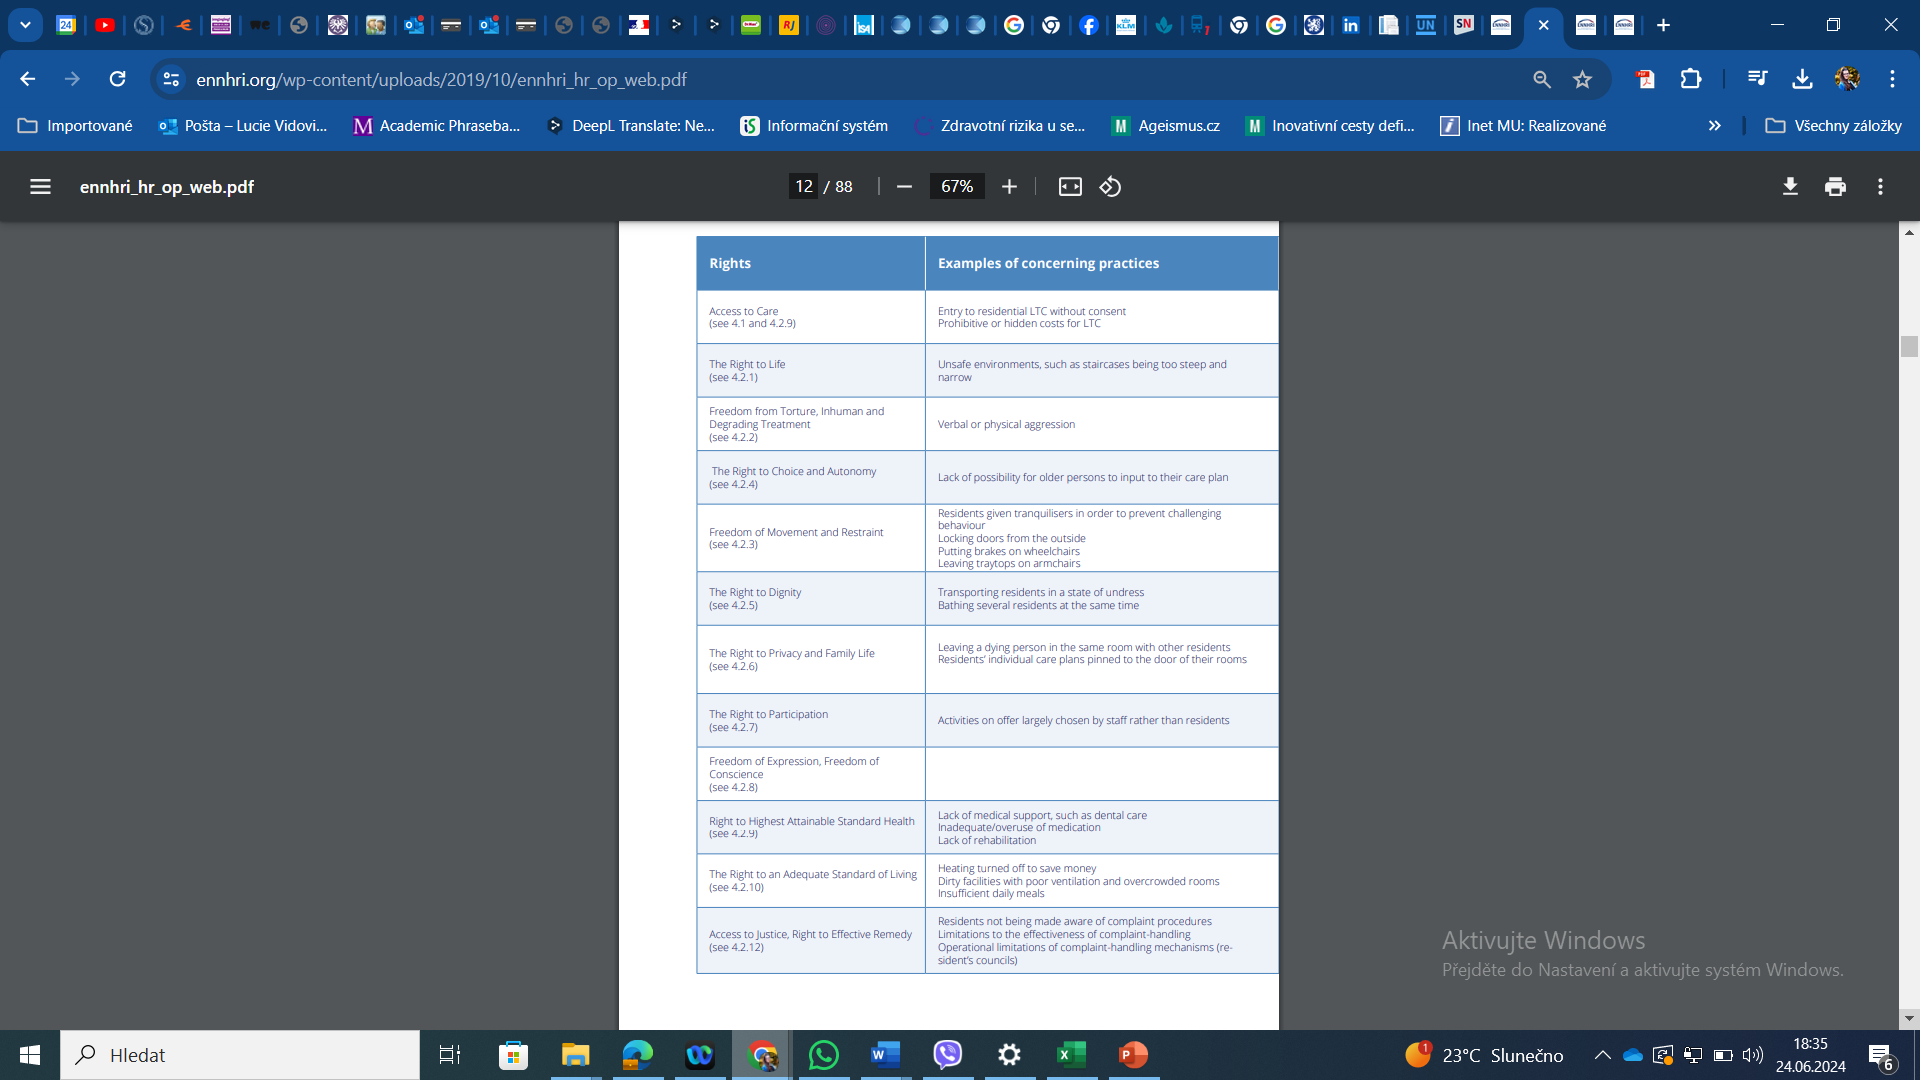 24
RJ
KLM
7
UN
SN
ennhri.org/wp-content/uploads/2019/10/ennhri_hr_op_web.pdf
Importované
Pošta – Lucie Vidovi...
Academic Phraseba...
DeepL Translate: Ne...
Informační systém
Zdravotní rizika u se...
Ageismus.cz
Inovativní cesty defi...
Inet MU: Realizované
Všechny záložky
ennhri_hr_op_web.pdf
12 / 88
67%
Rights
Examples of concerning practices
Access to Care
(see 4.1 and 4.2.9)
Entry to residential LTC without consent
Prohibitive or hidden costs for LTC
The Right to Life
(see 4.2.1)
Unsafe environments, such as staircases being too steep and
narrow
Freedom from Torture, Inhuman and
Degrading Treatment
(see 4.2.2)
Verbal or physical aggression
The Right to Choice and Autonomy
(see 4.2.4)
Lack of possibility for older persons to input to their care plan
Freedom of Movement and Restraint
(see 4.2.3)
Residents given tranquilisers in order to prevent challenging
behaviour
Locking doors from the outside
Putting brakes on wheelchairs
Leaving traytops on armchairs
The Right to Dignity
(see 4.2.5)
Transporting residents in a state of undress
Bathing several residents at the same time
The Right to Privacy and Family Life
(see 4.2.6)
Leaving a dying person in the same room with other residents
Residents' individual care plans pinned to the door of their rooms
The Right to Participation
(see 4.2.7)
Activities on offer largely chosen by staff rather than residents
Freedom of Expression, Freedom of
Conscience
(see 4.2.8)
Right to Highest Attainable Standard Health
(see 4.2.9)
Lack of medical support, such as dental care
Inadequate/overuse of medication
Lack of rehabilitation
The Right to an Adequate Standard of Living
(see 4.2.10)
Heating turned off to save money
Dirty facilities with poor ventilation and overcrowded rooms
Insufficient daily meals
Access to Justice, Right to Effective Remedy
(see 4.2.12)
Residents not being made aware of complaint procedures
Limitations to the effectiveness of complaint-handling
Operational limitations of complaint-handling mechanisms (re-
sident's councils)
Aktivujte Windows
Přejděte do Nastavení a aktivujte systém Windows.
Hledat
1
23°C Slunečno
18:35
24.06.2024
6